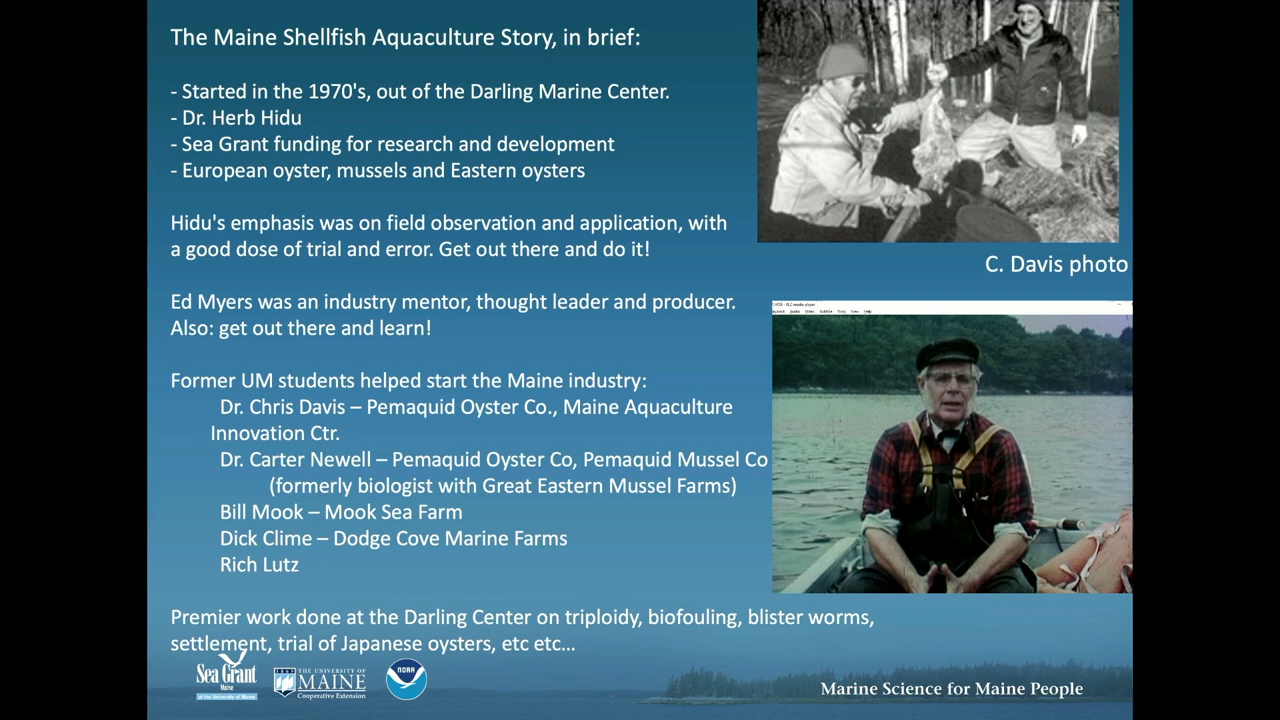 The Maine Shellfish Aquaculture Story, in brief:
- Started in the 1970's, out of the Darling Marine Center.
- Dr. Herb Hidu
- Sea Grant funding for research and development
- European oyster, mussels and Eastern oysters
Hidu's emphasis was on field observation and application, with
a good dose of trial and error. Get out there and do it!
C. Davis photo
Ed Myers was an industry mentor, thought leader and producer.
Also: get out there and learn!
Former UM students helped start the Maine industry:
Dr. Chris Davis – Pemaquid Oyster Co., Maine Aquaculture
Innovation Ctr.
Dr. Carter Newell – Pemaquid Oyster Co, Pemaquid Mussel Co
(formerly biologist with Great Eastern Mussel Farms)
Bill Mook – Mook Sea Farm
Dick Clime – Dodge Cove Marine Farms
Rich Lutz
Premier work done at the Darling Center on triploidy, biofouling, blister worms,
settlement, trial of Japanese oysters, etc etc…
Sea Grant
Maine
at the University of Maine
1865 THE UNIVERSITY OF
MAINE
Cooperative Extension
NOAA
Marine Science for Maine People